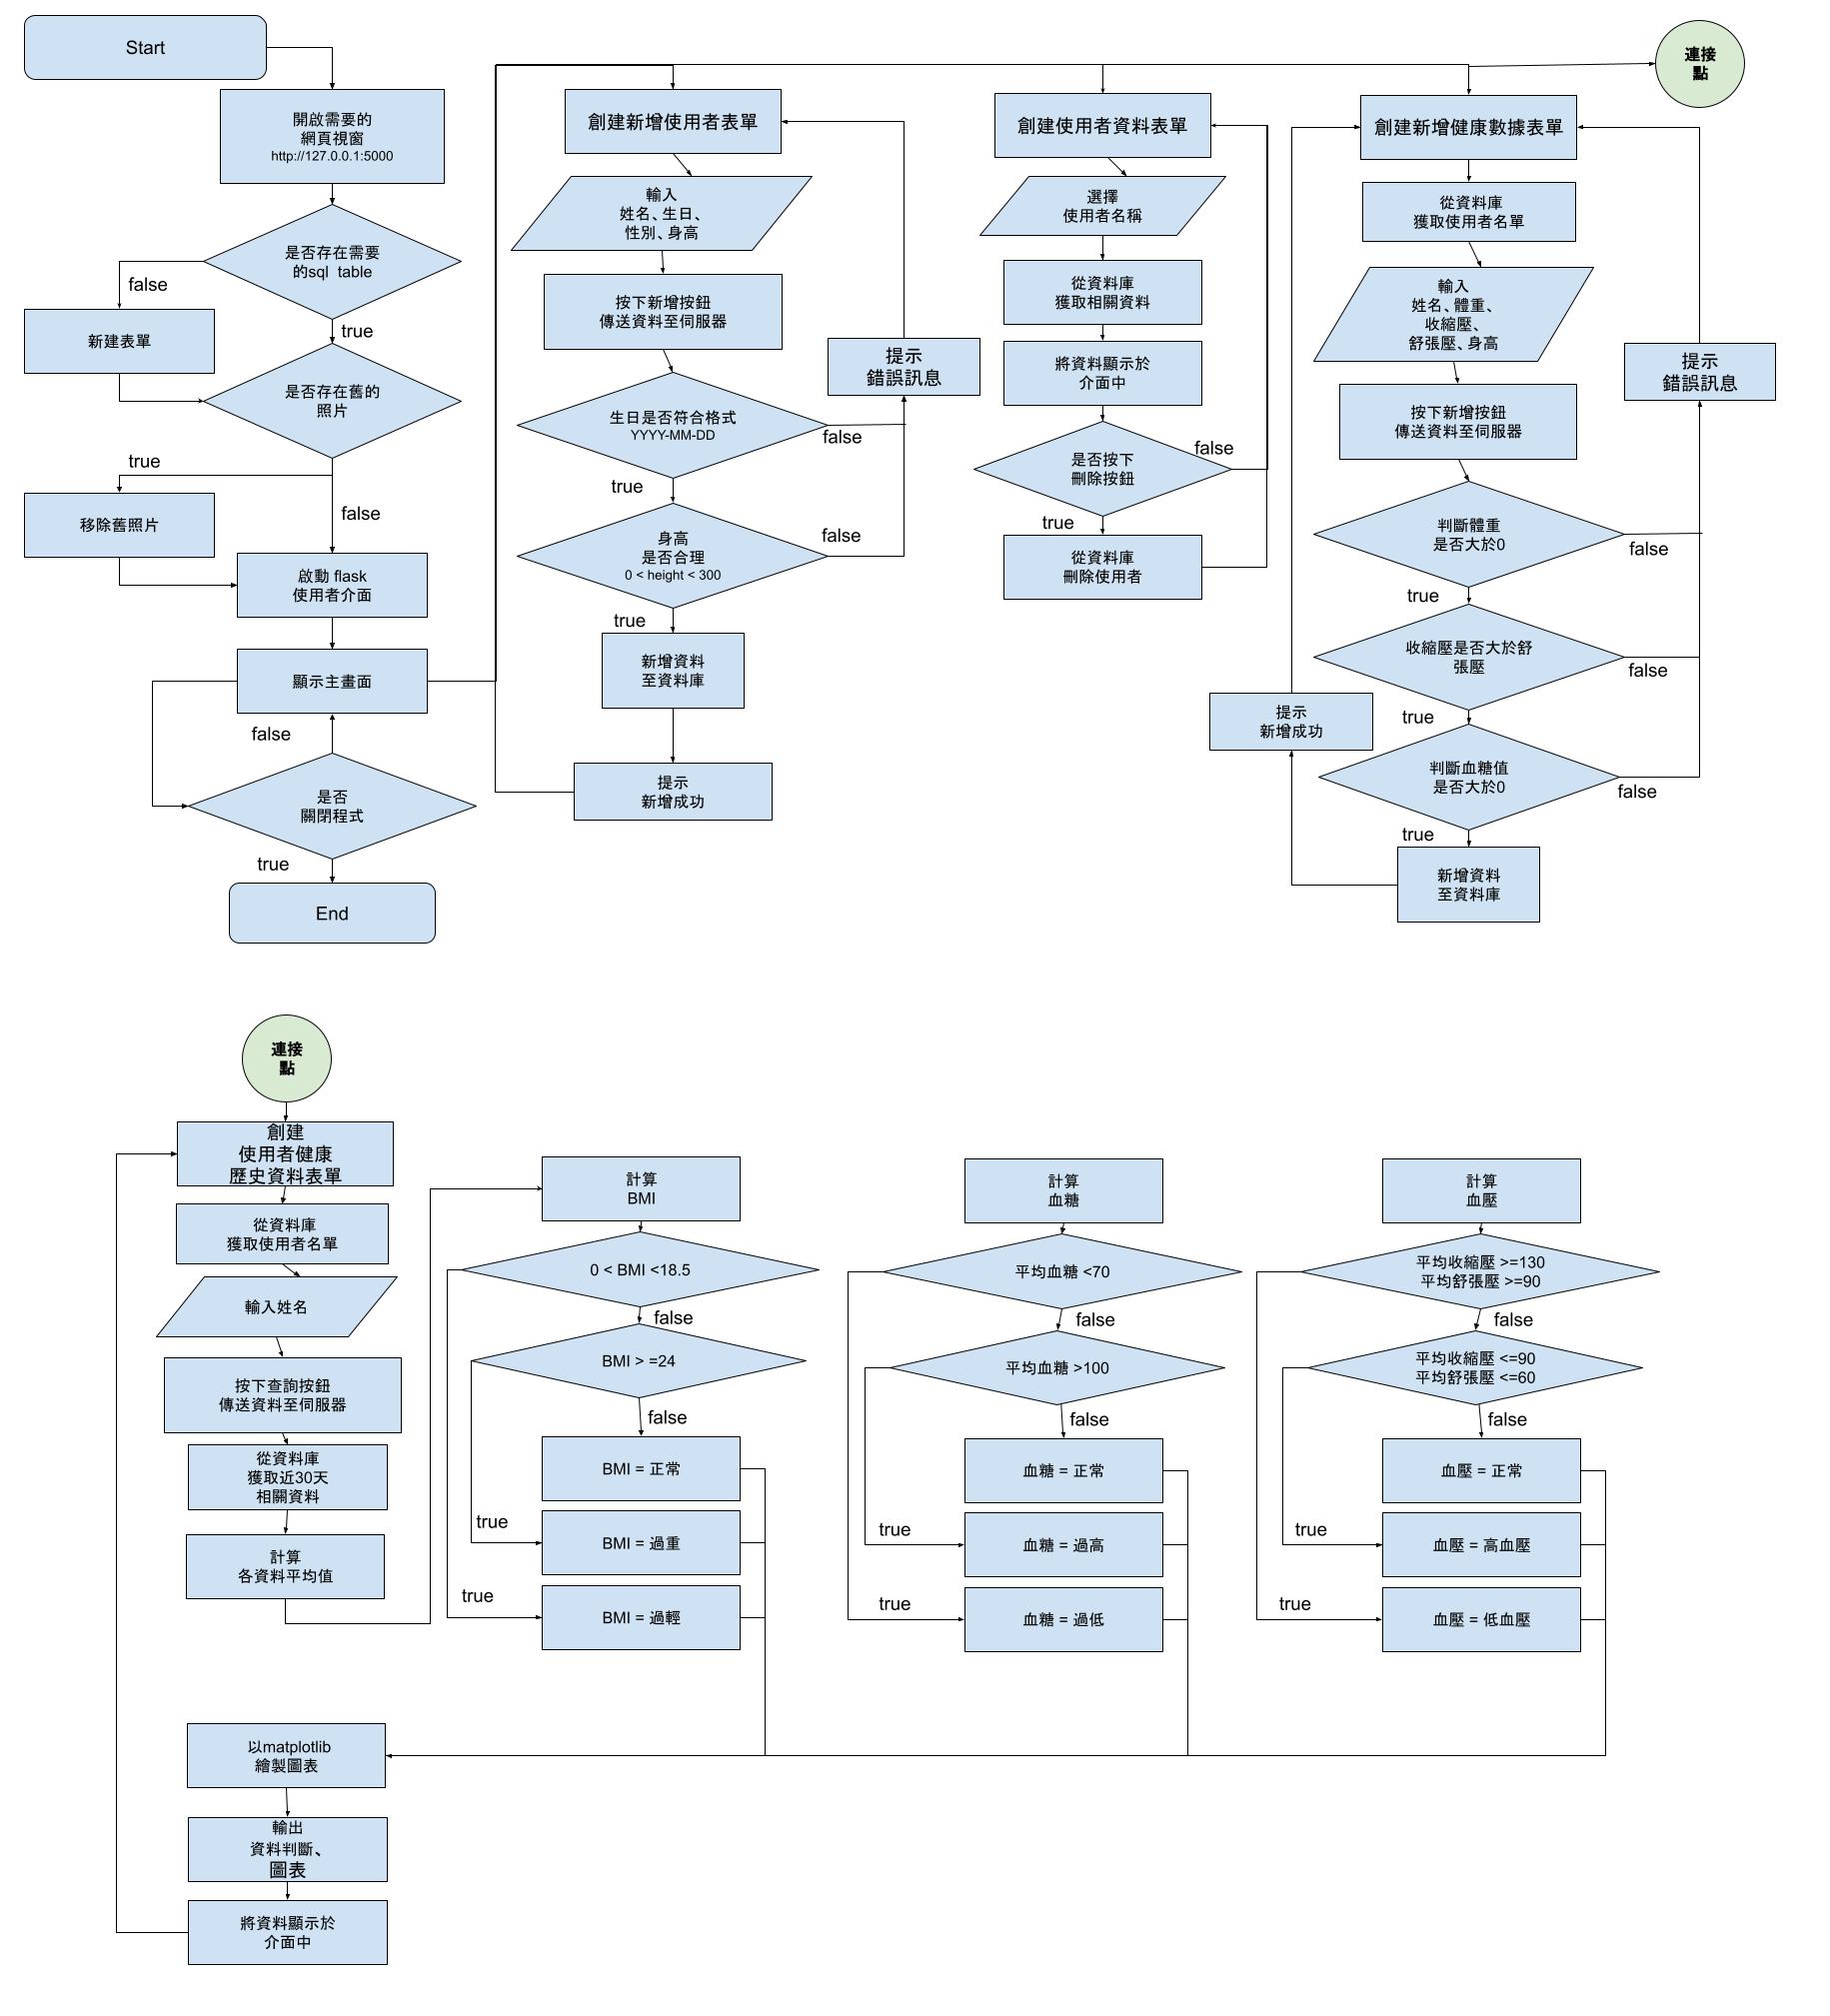 Start
開啟需要的
網頁視窗
http://127.0.0.1:5000
是否存在需要
的sql table
false
新建表單
true
是否存在舊的
照片
true
移除舊照片
false
啟動 flask
使用者介面
顯示主畫面
false
是否
關閉程式
true
End
創建新增使用者表單
輸入
姓名、生日、
性別、身高
按下新增按鈕
傳送資料至伺服器
提示
錯誤訊息
生日是否符合格式
YYYY-MM-DD
false
true
身高
是否合理
0 < height < 300
false
true
新增資料
至資料庫
提示
新增成功
創建使用者資料表單
選擇
使用者名稱
從資料庫
獲取相關資料
將資料顯示於
介面中
是否按下
刪除按鈕
false
true
從資料庫
刪除使用者
連接
點
創建新增健康數據表單
從資料庫
獲取使用者名單
輸入
姓名、體重、
收縮壓、
舒張壓、身高
提示
錯誤訊息
按下新增按鈕
傳送資料至伺服器
判斷體重
是否大於0
false
true
收縮壓是否大於舒
張壓
false
true
提示
新增成功
判斷血糖值
是否大於0
false
true
新增資料
至資料庫
連接
點
創建
使用者健康
歷史資料表單
從資料庫
獲取使用者名單
輸入姓名
按下查詢按鈕
傳送資料至伺服器
從資料庫
獲取近30天
相關資料
計算
各資料平均值
計算
BMI
0 < BMI <18.5
false
BMI > =24
false
BMI = 正常
true
BMI = 過重
true
BMI = 過輕
計算
血糖
平均血糖 <70
false
平均血糖 >100
false
血糖 = 正常
true
血糖 = 過高
true
血糖 = 過低
計算
血壓
平均收縮壓 >=130
平均舒張壓 >=90
false
平均收縮壓 <=90
平均舒張壓 <=60
false
血壓 = 正常
true
血壓 = 高血壓
true
血壓 = 低血壓
以matplotlib
繪製圖表
輸出
資料判斷、
圖表
將資料顯示於
介面中